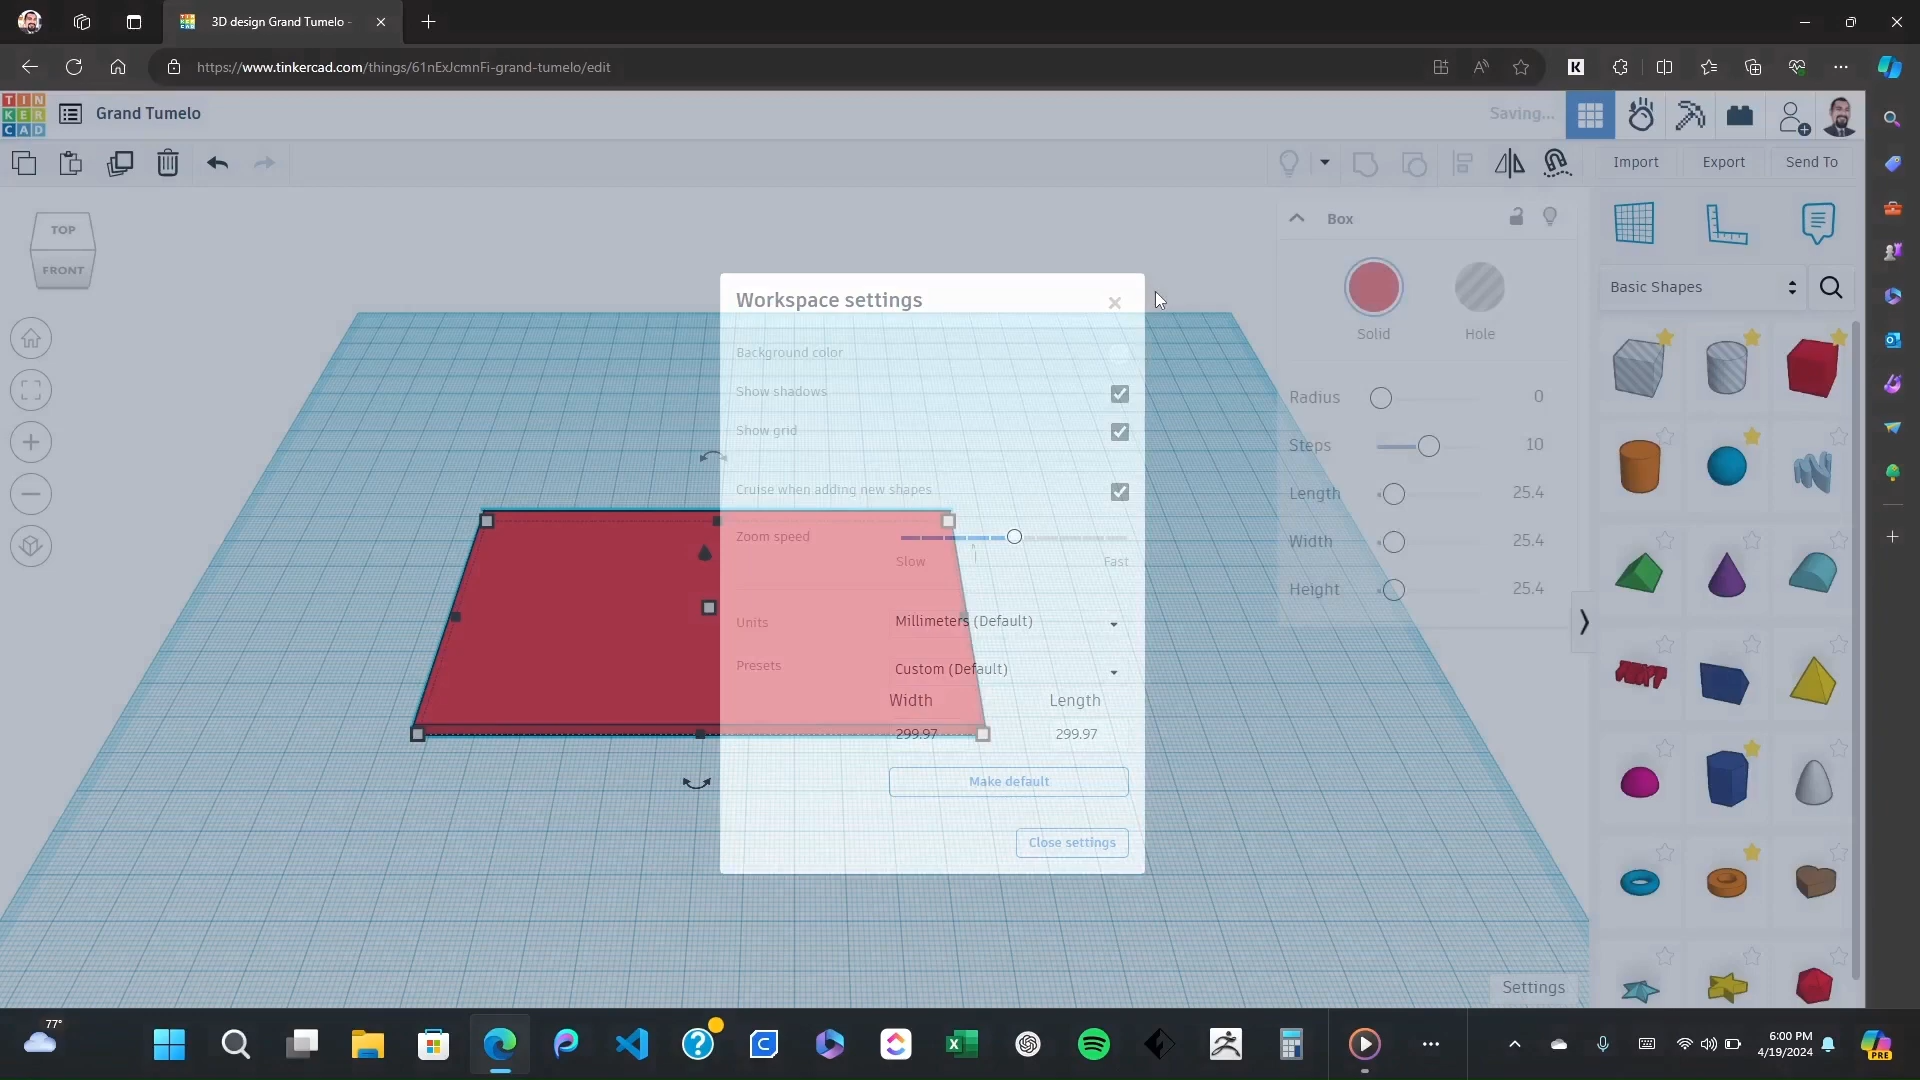 3D design Grand Tumelo -
https://www.tinkercad.com/things/61nExJcmnFi-grand-tumelo/edit
TIN
KER
CAD
Grand Tumelo
Saving...
Import
Export
Send To
TOP
FRONT
Box
Solid
Hole
Radius
0
Steps
10
Length
25.4
Width
25.4
Height
25.4
Basic Shapes
Workspace settings
Background color
Show shadows
Show grid
Cruise when adding new shapes
Zoom speed
Slow
Fast
Units
Millimeters (Default)
Presets
Custom (Default)
Width
Length
299.97
299.97
Make default
Close settings
Settings
77°
6:00 PM
4/19/2024
PRE